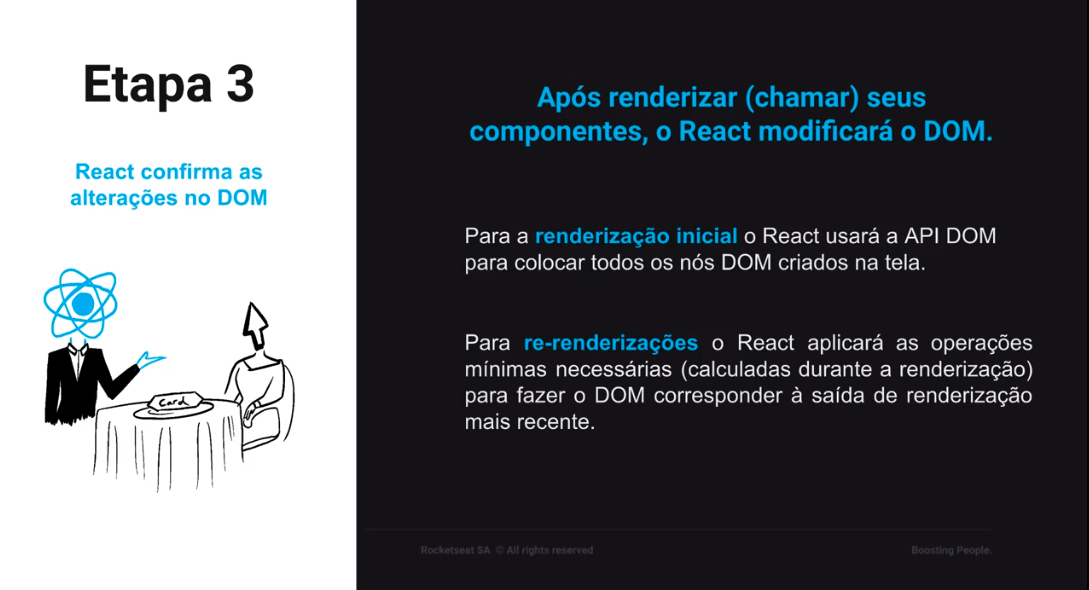 Etapa 3
React confirma as
alterações no DOM
Card
Após renderizar (chamar) seus
componentes, o React modificará o DOM.
Para a renderização inicial o React usará a API DOM
para colocar todos os nós DOM criados na tela.
Para re-renderizações o React aplicará as operações
mínimas necessárias (calculadas durante a renderização)
para fazer o DOM corresponder à saída de renderização
mais recente.
Rocketseat SA © All rights reserved
Boosting People.